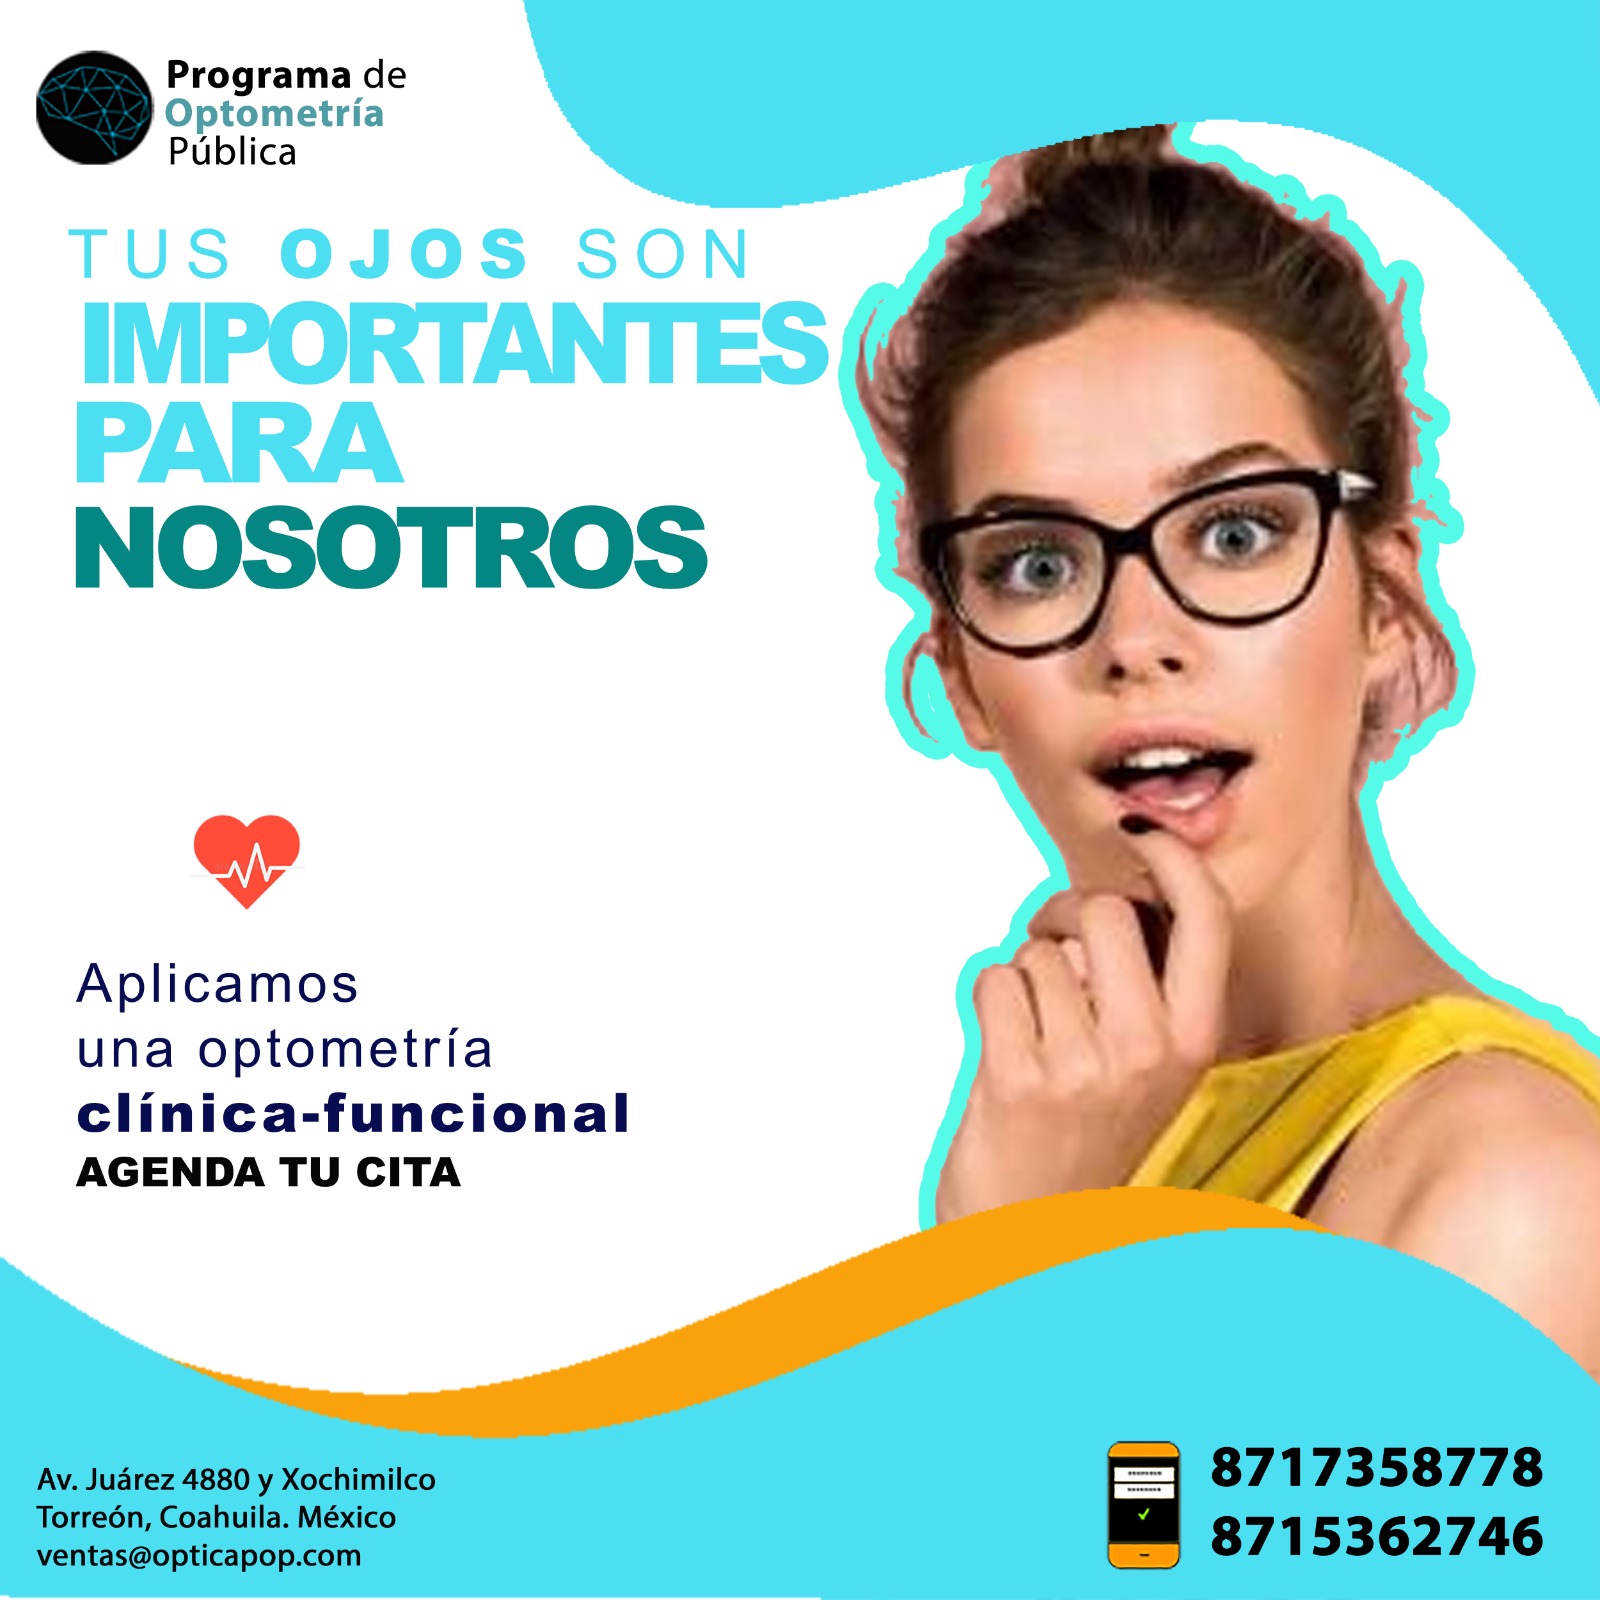 Programa de
Optometría
Pública
TUS OJOS SON
IMPORTANTES
PARA
NOSOTROS
Aplicamos
una optometría
clínica-funcional
AGENDA TU CITA
Av. Juárez 4880 y Xochimilco
Torreón, Coahuila. México
ventas@opticapop.com
8717358778
8715362746